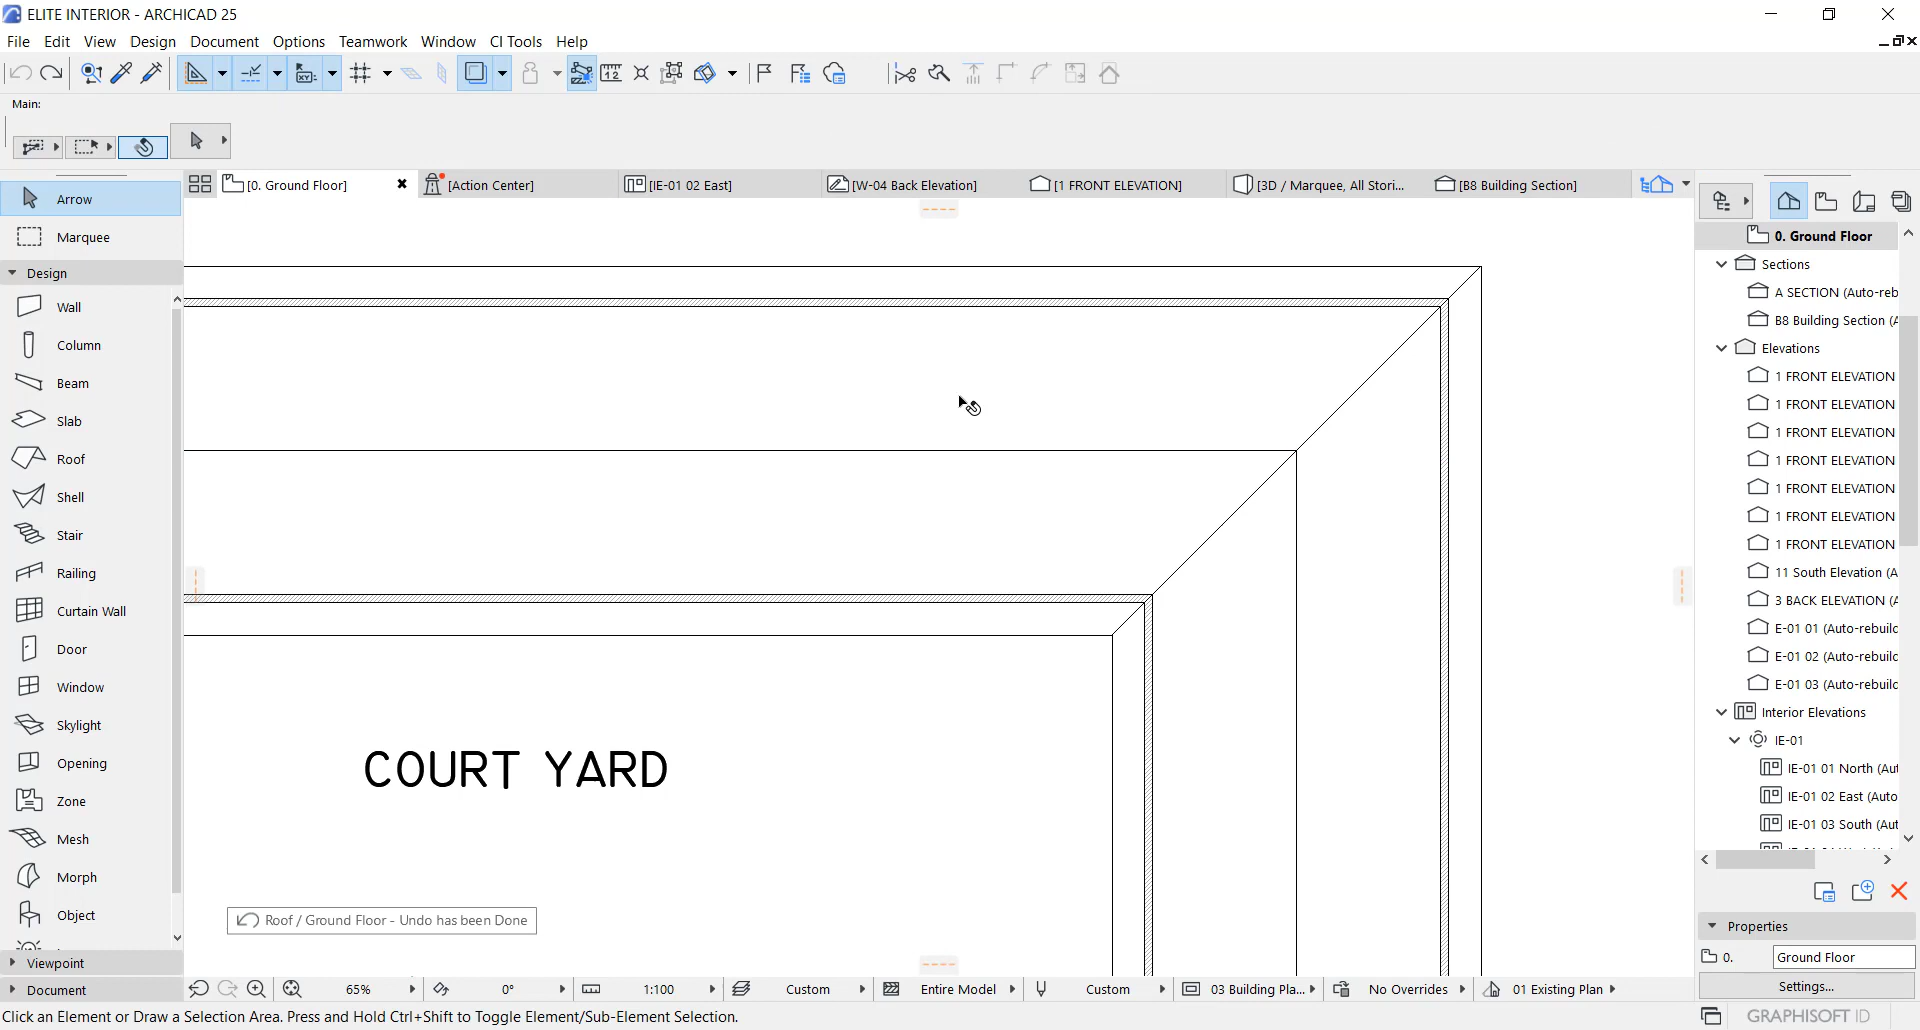 ELITE INTERIOR - ARCHICAD 25
File Edit View Design Document Options Teamwork Window CI Tools Help
Main:
[0. Ground Floor] [Action Center] [IE-01 02 East] [W-04 Back Elevation] [1 FRONT ELEVATION] [3D / Marquee, All Stori... [B8 Building Section]
Arrow
Marquee
Design
Wall
Column
Beam
Slab
Roof
Shell
Stair
Railing
Curtain Wall
Door
Window
Skylight
Opening
Zone
Mesh
Morph
Object
Viewpoint
Document
COURT YARD
Roof / Ground Floor - Undo has been Done
0. Ground Floor
Sections
A SECTION (Auto-reb
B8 Building Section (A
Elevations
1 FRONT ELEVATION
1 FRONT ELEVATION
1 FRONT ELEVATION
1 FRONT ELEVATION
1 FRONT ELEVATION
1 FRONT ELEVATION
1 FRONT ELEVATION
11 South Elevation (A
3 BACK ELEVATION (A
E-01 01 (Auto-rebuild
E-01 02 (Auto-rebuild
E-01 03 (Auto-rebuild
Interior Elevations
IE-01
IE-01 01 North (Aut
IE-01 02 East (Auto
IE-01 03 South (Aut
Properties
0. Ground Floor
Settings...
65% 0° 1:100 Custom Entire Model Custom 03 Building Pla... No Overrides 01 Existing Plan
Click an Element or Draw a Selection Area. Press and Hold Ctrl+Shift to Toggle Element/Sub-Element Selection.
GRAPHISOFT ID